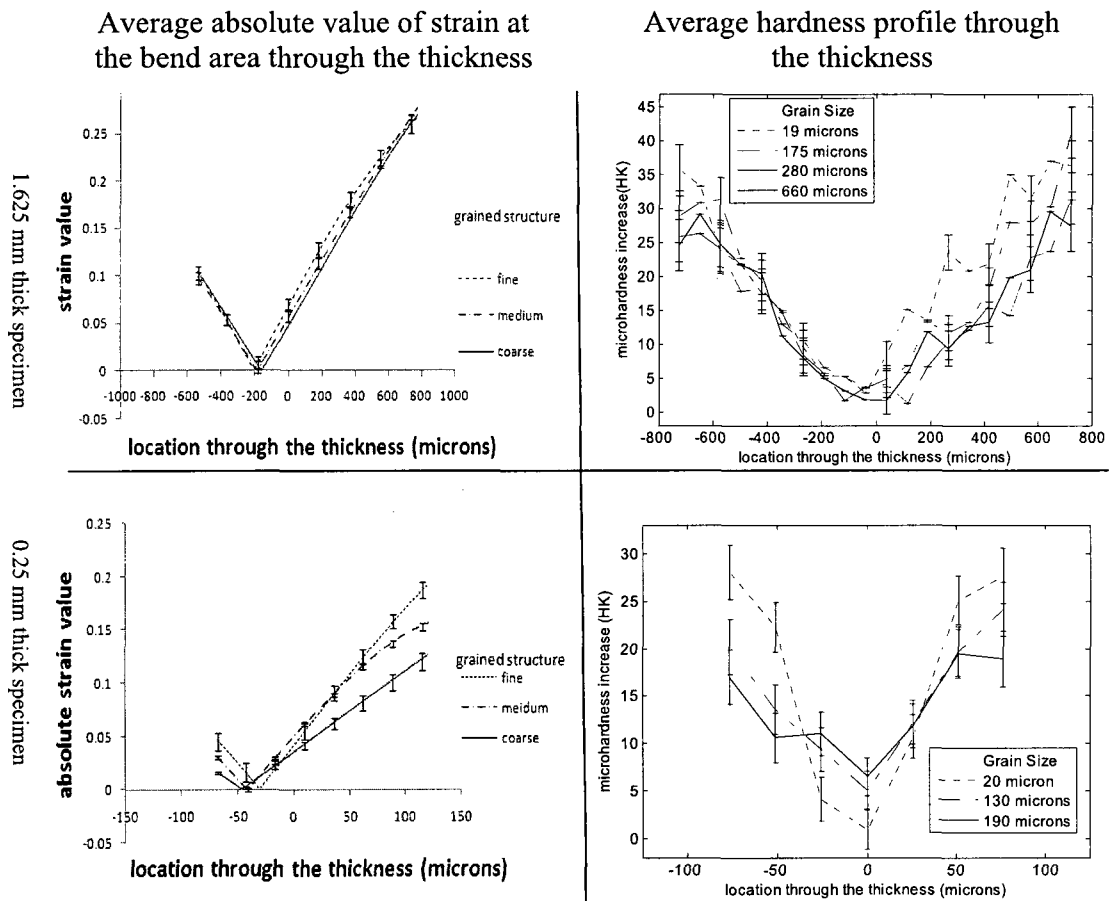 Average absolute value of strain at
the bend area through the thickness
Average hardness profile through
the thickness
1.625 mm thick specimen
strain value
0.25
0.2
0.15
0.1
0.05
0
-0.05
-1000 -800 -600 -400 -200 0 200 400 600 800 1000
location through the thickness (microns)
grained structure
fine
medium
coarse
microhardness increase(HK)
45
40
35
30
25
20
15
10
5
0
-800 -600 -400 -200 0 200 400 600 800
location through the thickness (microns)
Grain Size
19 microns
175 microns
280 microns
660 microns
0.25 mm thick specimen
absolute strain value
0.25
0.2
0.15
0.1
0.05
0
-0.05
-150 -100 -50 0 50 100 150
location through the thickness (microns)
grained structure
fine
meidum
coarse
microhardness increase (HK)
30
25
20
15
10
5
0
-100 -50 0 50 100
location through the thickness (microns)
Grain Size
20 micron
130 microns
190 microns